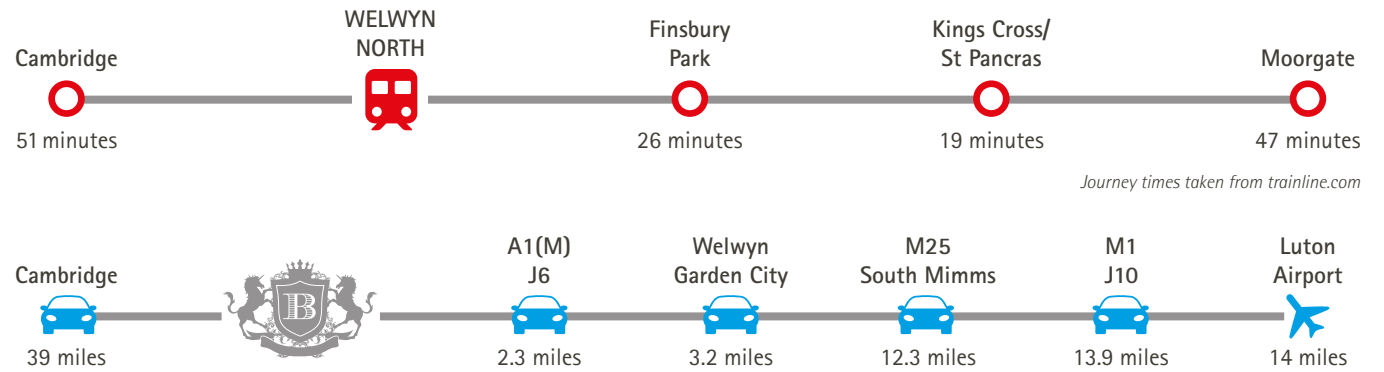 Cambridge
51 minutes
WELWYN
NORTH
Finsbury
Park
26 minutes
Kings Cross/
St Pancras
19 minutes
Moorgate
47 minutes
Journey times taken from trainline.com
Cambridge
39 miles
B
A1(M)
J6
2.3 miles
Welwyn
Garden City
3.2 miles
M25
South Mimms
12.3 miles
M1
J10
13.9 miles
Luton
Airport
14 miles